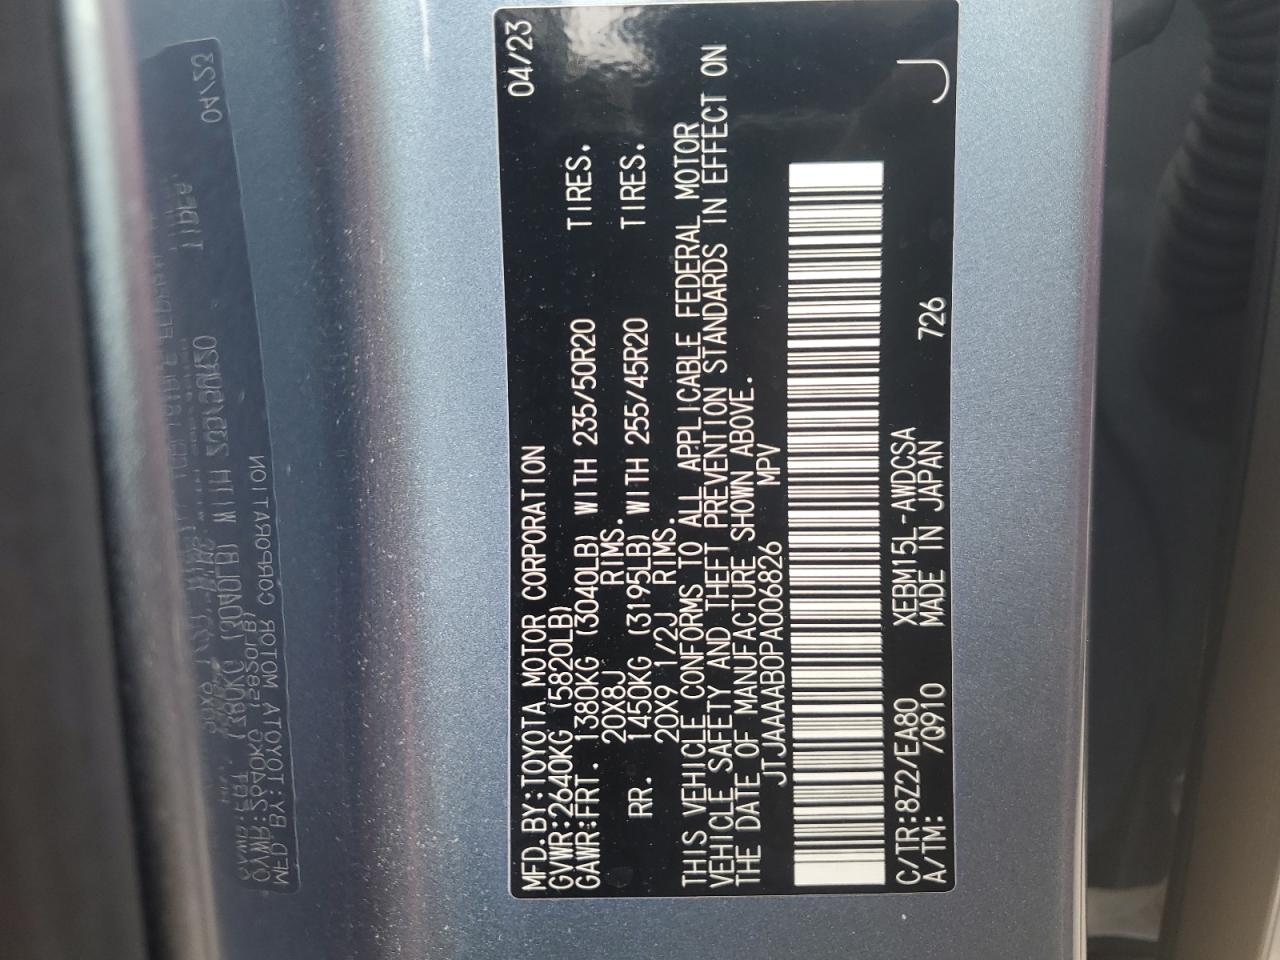 MFD.BY:TOYOTA MOTOR CORPORATION 04/23
GVWR:2640KG (5820LB)
GAWR:FRT. 1380KG (3040LB) WITH 235/50R20 TIRES.
20X8J RIMS.
RR. 1450KG (3195LB) WITH 255/45R20 TIRES.
20X9 1/2J RIMS.
THIS VEHICLE CONFORMS TO ALL APPLICABLE FEDERAL MOTOR
VEHICLE SAFETY AND THEFT PREVENTION STANDARDS IN EFFECT ON
THE DATE OF MANUFACTURE SHOWN ABOVE.
JTJAAAAB0PA006826 MPV
C/TR:8Z2/EA80 XEBM15L-AWDCSA
A/TM: /Q910 MADE IN JAPAN 726 J